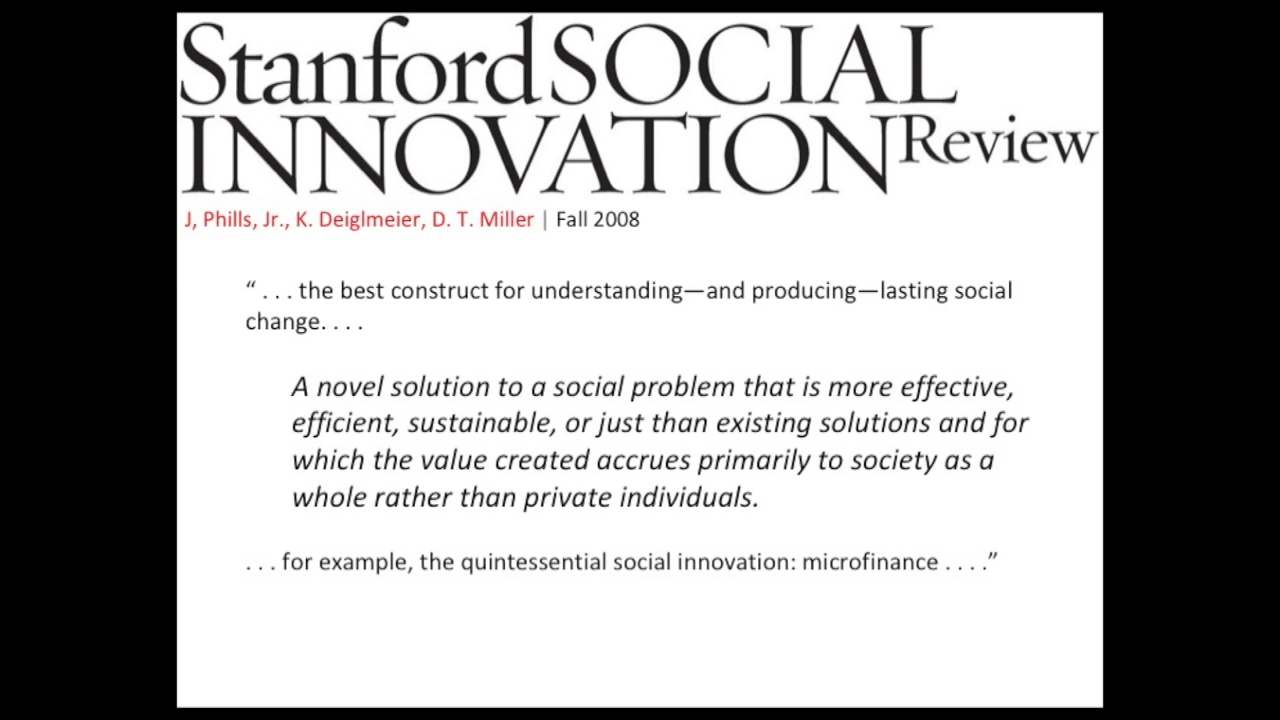 Stanford SOCIAL
INNOVATION Review
J, Phills, Jr., K. Deiglmeier, D. T. Miller | Fall 2008
“ . . . the best construct for understanding—and producing—lasting social
change. . . .
A novel solution to a social problem that is more effective,
efficient, sustainable, or just than existing solutions and for
which the value created accrues primarily to society as a
whole rather than private individuals.
. . . for example, the quintessential social innovation: microfinance . . . .”